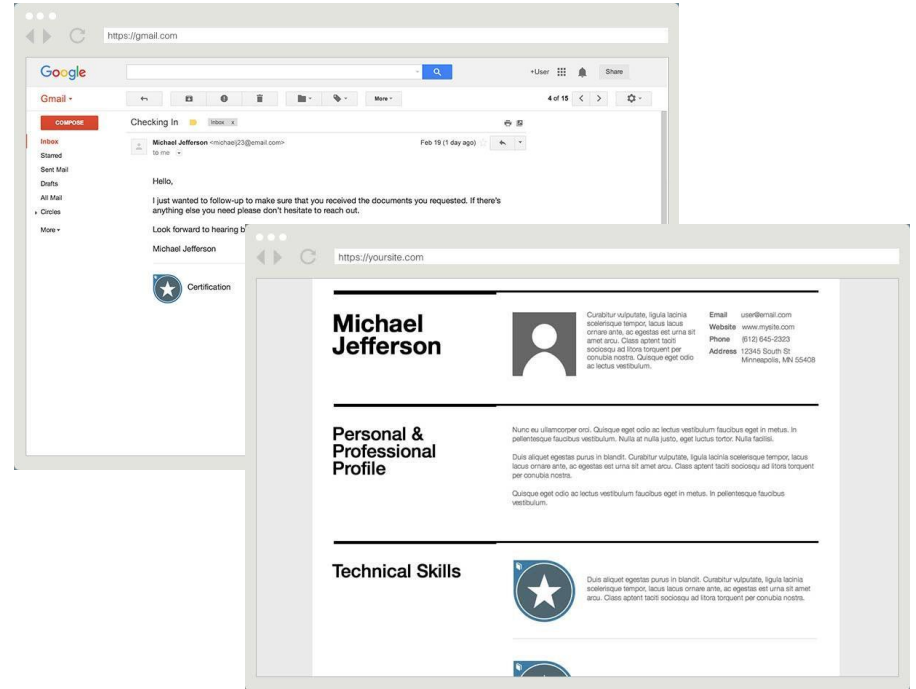 https://gmail.com
Google
+User
Share
Gmail
More
4 of 15
COMPOSE
Checking In
Inbox x
Inbox
Starred
Sent Mail
Drafts
All Mail
Circles
More
Michael Jefferson <michaelj23@email.com>
Feb 19 (1 day ago)
to me
Hello,
I just wanted to follow-up to make sure that you received the documents you requested. If there's
anything else you need please don't hesitate to reach out.
Look forward to hearing b
Michael Jefferson
Certification
https://yoursite.com
Michael
Jefferson
Curabitur vulputate, ligula lacinia
scelerisque tempor, lacus lacus
ornare ante, ac egestas est urna sit
amet arcu. Class aptent taciti
sociosqu ad litora torquent per
conubia nostra. Quisque eget odio
ac lectus vestibulum.
Email user@email.com
Website www.mysite.com
Phone (612) 645-2323
Address 12345 South St
Minneapolis, MN 55408
Personal &
Professional
Profile
Nunc eu ullamcorper orci. Quisque eget odio ac lectus vestibulum faucibus eget in metus. In
pellentesque faucibus vestibulum. Nulla at nulla justo, eget luctus tortor. Nulla facilisi.
Duis aliquet egestas purus in blandit. Curabitur vulputate, ligula lacinia scelerisque tempor, lacus
lacus ornare ante, ac egestas est urna sit amet arcu. Class aptent taciti sociosqu ad litora torquent
per conubia nostra.
Quisque eget odio ac lectus vestibulum faucibus eget in metus. In pellentesque faucibus
vestibulum.
Technical Skills
Duis aliquet egestas purus in blandit. Curabitur vulputate, ligula lacinia
scelerisque tempor, lacus lacus ornare ante, ac egestas est urna sit amet
arcu. Class aptent taciti sociosqu ad litora torquent per conubia nostra.